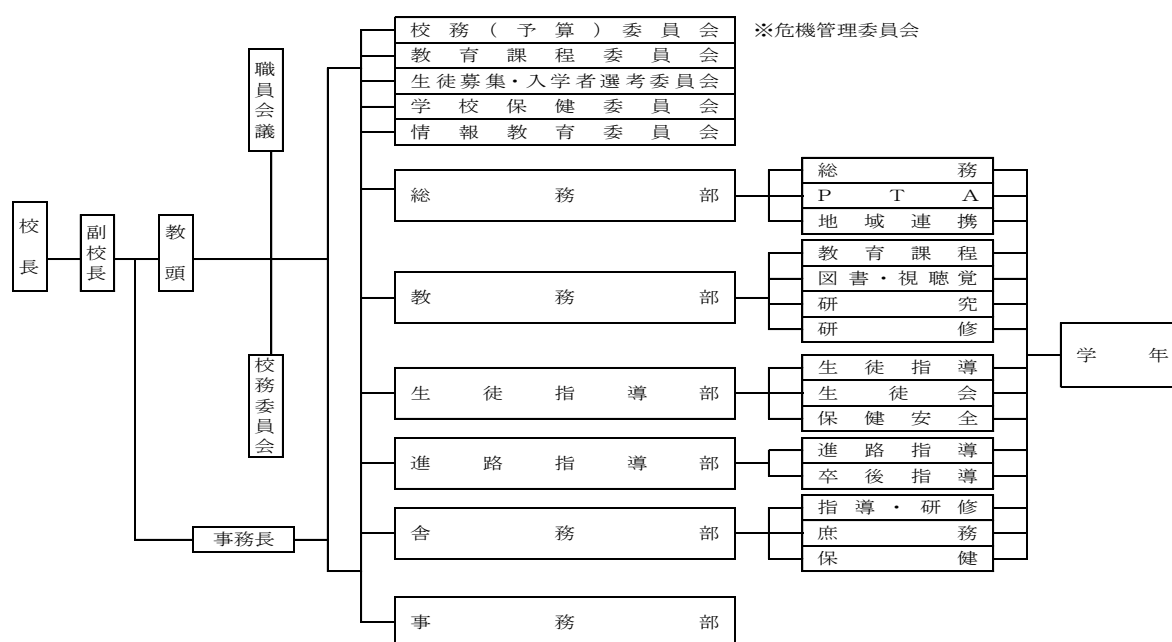 校務(予算)委員会
※危機管理委員会
教育課程委員会
生徒募集・入学者選考委員会
学校保健委員会
情報教育委員会
職員会議
校長
副校長
教頭
校務委員会
事務長
総務部
総務
PTA
地域連携
教務部
教育課程
図書・視聴覚
研究
研修
生徒指導部
生徒指導
生徒会
保健安全
進路指導部
進路指導
卒後指導
舎務部
指導・研修
庶務
保健
事務部
学年